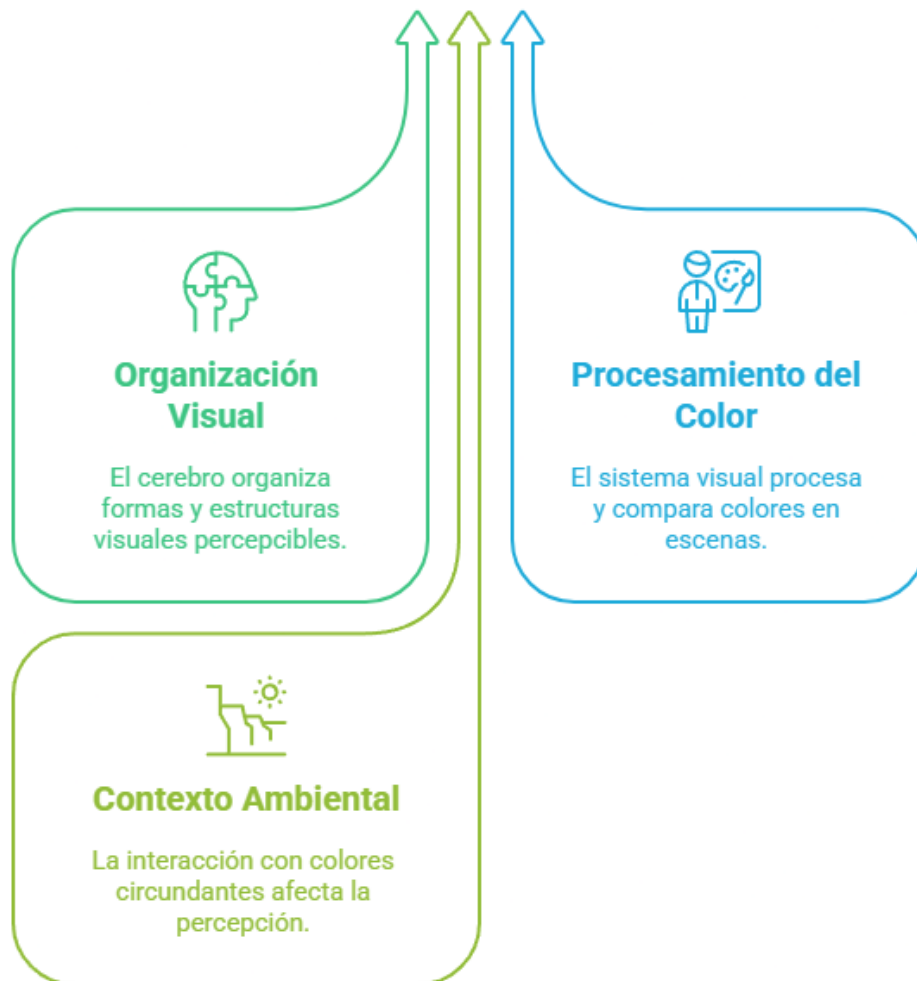 Organización
Visual
El cerebro organiza
formas y estructuras
visuales percepcibles.
Procesamiento del
Color
El sistema visual procesa
y compara colores en
escenas.
Contexto Ambiental
La interacción con colores
circundantes afecta la
percepción.